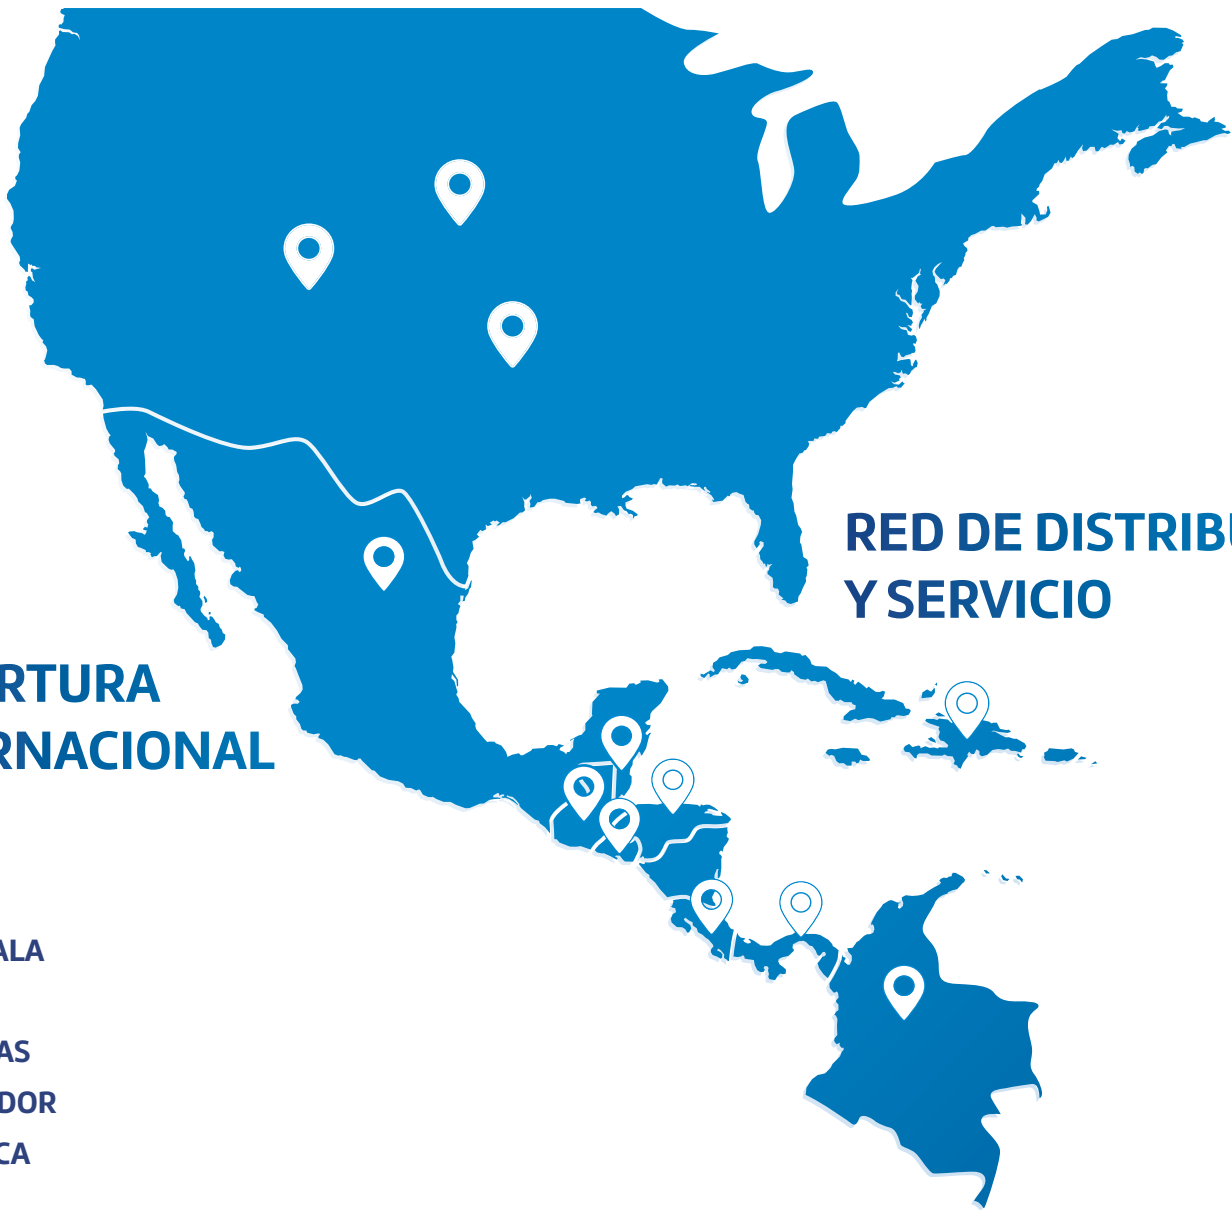 RED DE DISTRIBU
Y SERVICIO
RTURA
RNACIONAL
ALA
AS
DOR
CA